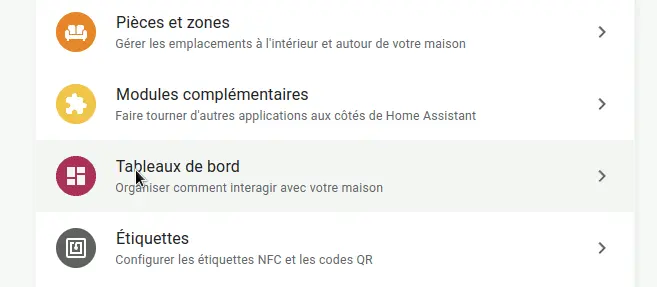 Pièces et zones
Gérer les emplacements à l'intérieur et autour de votre maison
Modules complémentaires
Faire tourner d'autres applications aux côtés de Home Assistant
Tableaux de bord
Organiser comment interagir avec votre maison
Étiquettes
Configurer les étiquettes NFC et les codes QR